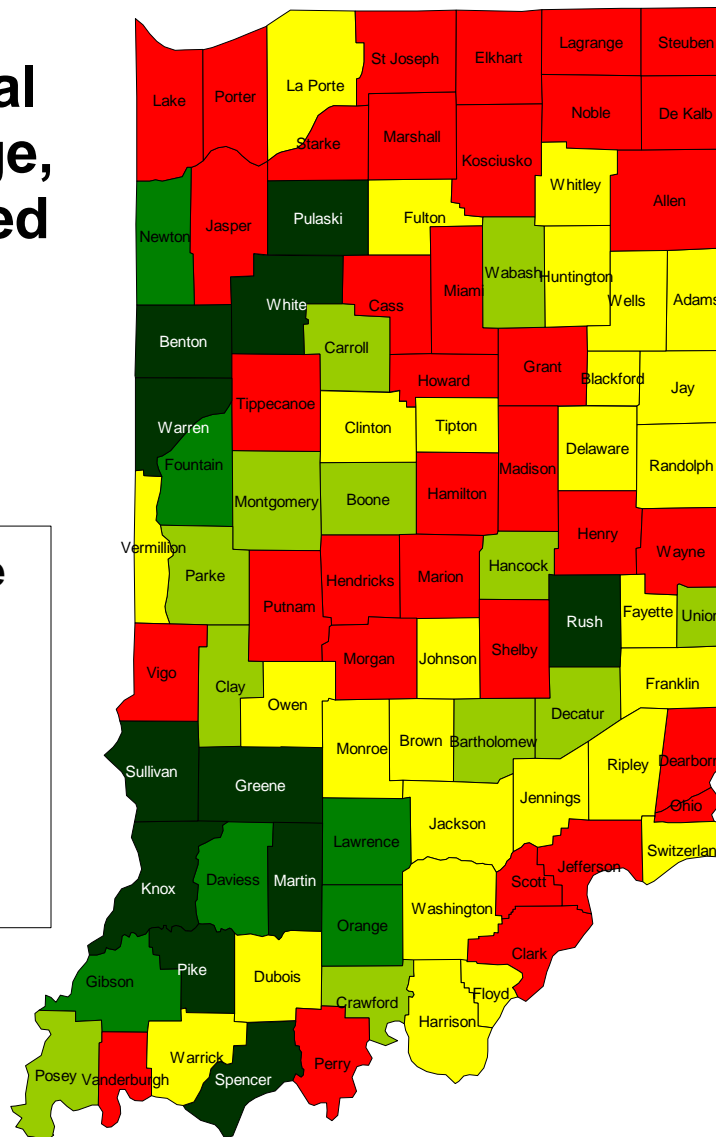 al
ge,
ed
e
Lake
Porter
La Porte
St Joseph
Elkhart
Lagrange
Steuben
Starke
Marshall
Kosciusko
Noble
De Kalb
Newton
Jasper
Pulaski
Fulton
Whitley
Allen
White
Cass
Miami
Wabash
Huntington
Wells
Adams
Benton
Carroll
Howard
Grant
Blackford
Jay
Warren
Tippecanoe
Clinton
Tipton
Madison
Delaware
Randolph
Fountain
Montgomery
Boone
Hamilton
Henry
Wayne
Vermillion
Parke
Putnam
Hendricks
Marion
Hancock
Rush
Fayette
Union
Vigo
Clay
Owen
Morgan
Johnson
Shelby
Decatur
Franklin
Sullivan
Greene
Monroe
Brown
Bartholomew
Jennings
Ripley
Dearborn
Ohio
Switzerlan
Knox
Daviess
Martin
Lawrence
Jackson
Scott
Jefferson
Orange
Washington
Clark
Gibson
Pike
Dubois
Crawford
Harrison
Floyd
Posey
Vanderburgh
Warrick
Spencer
Perry